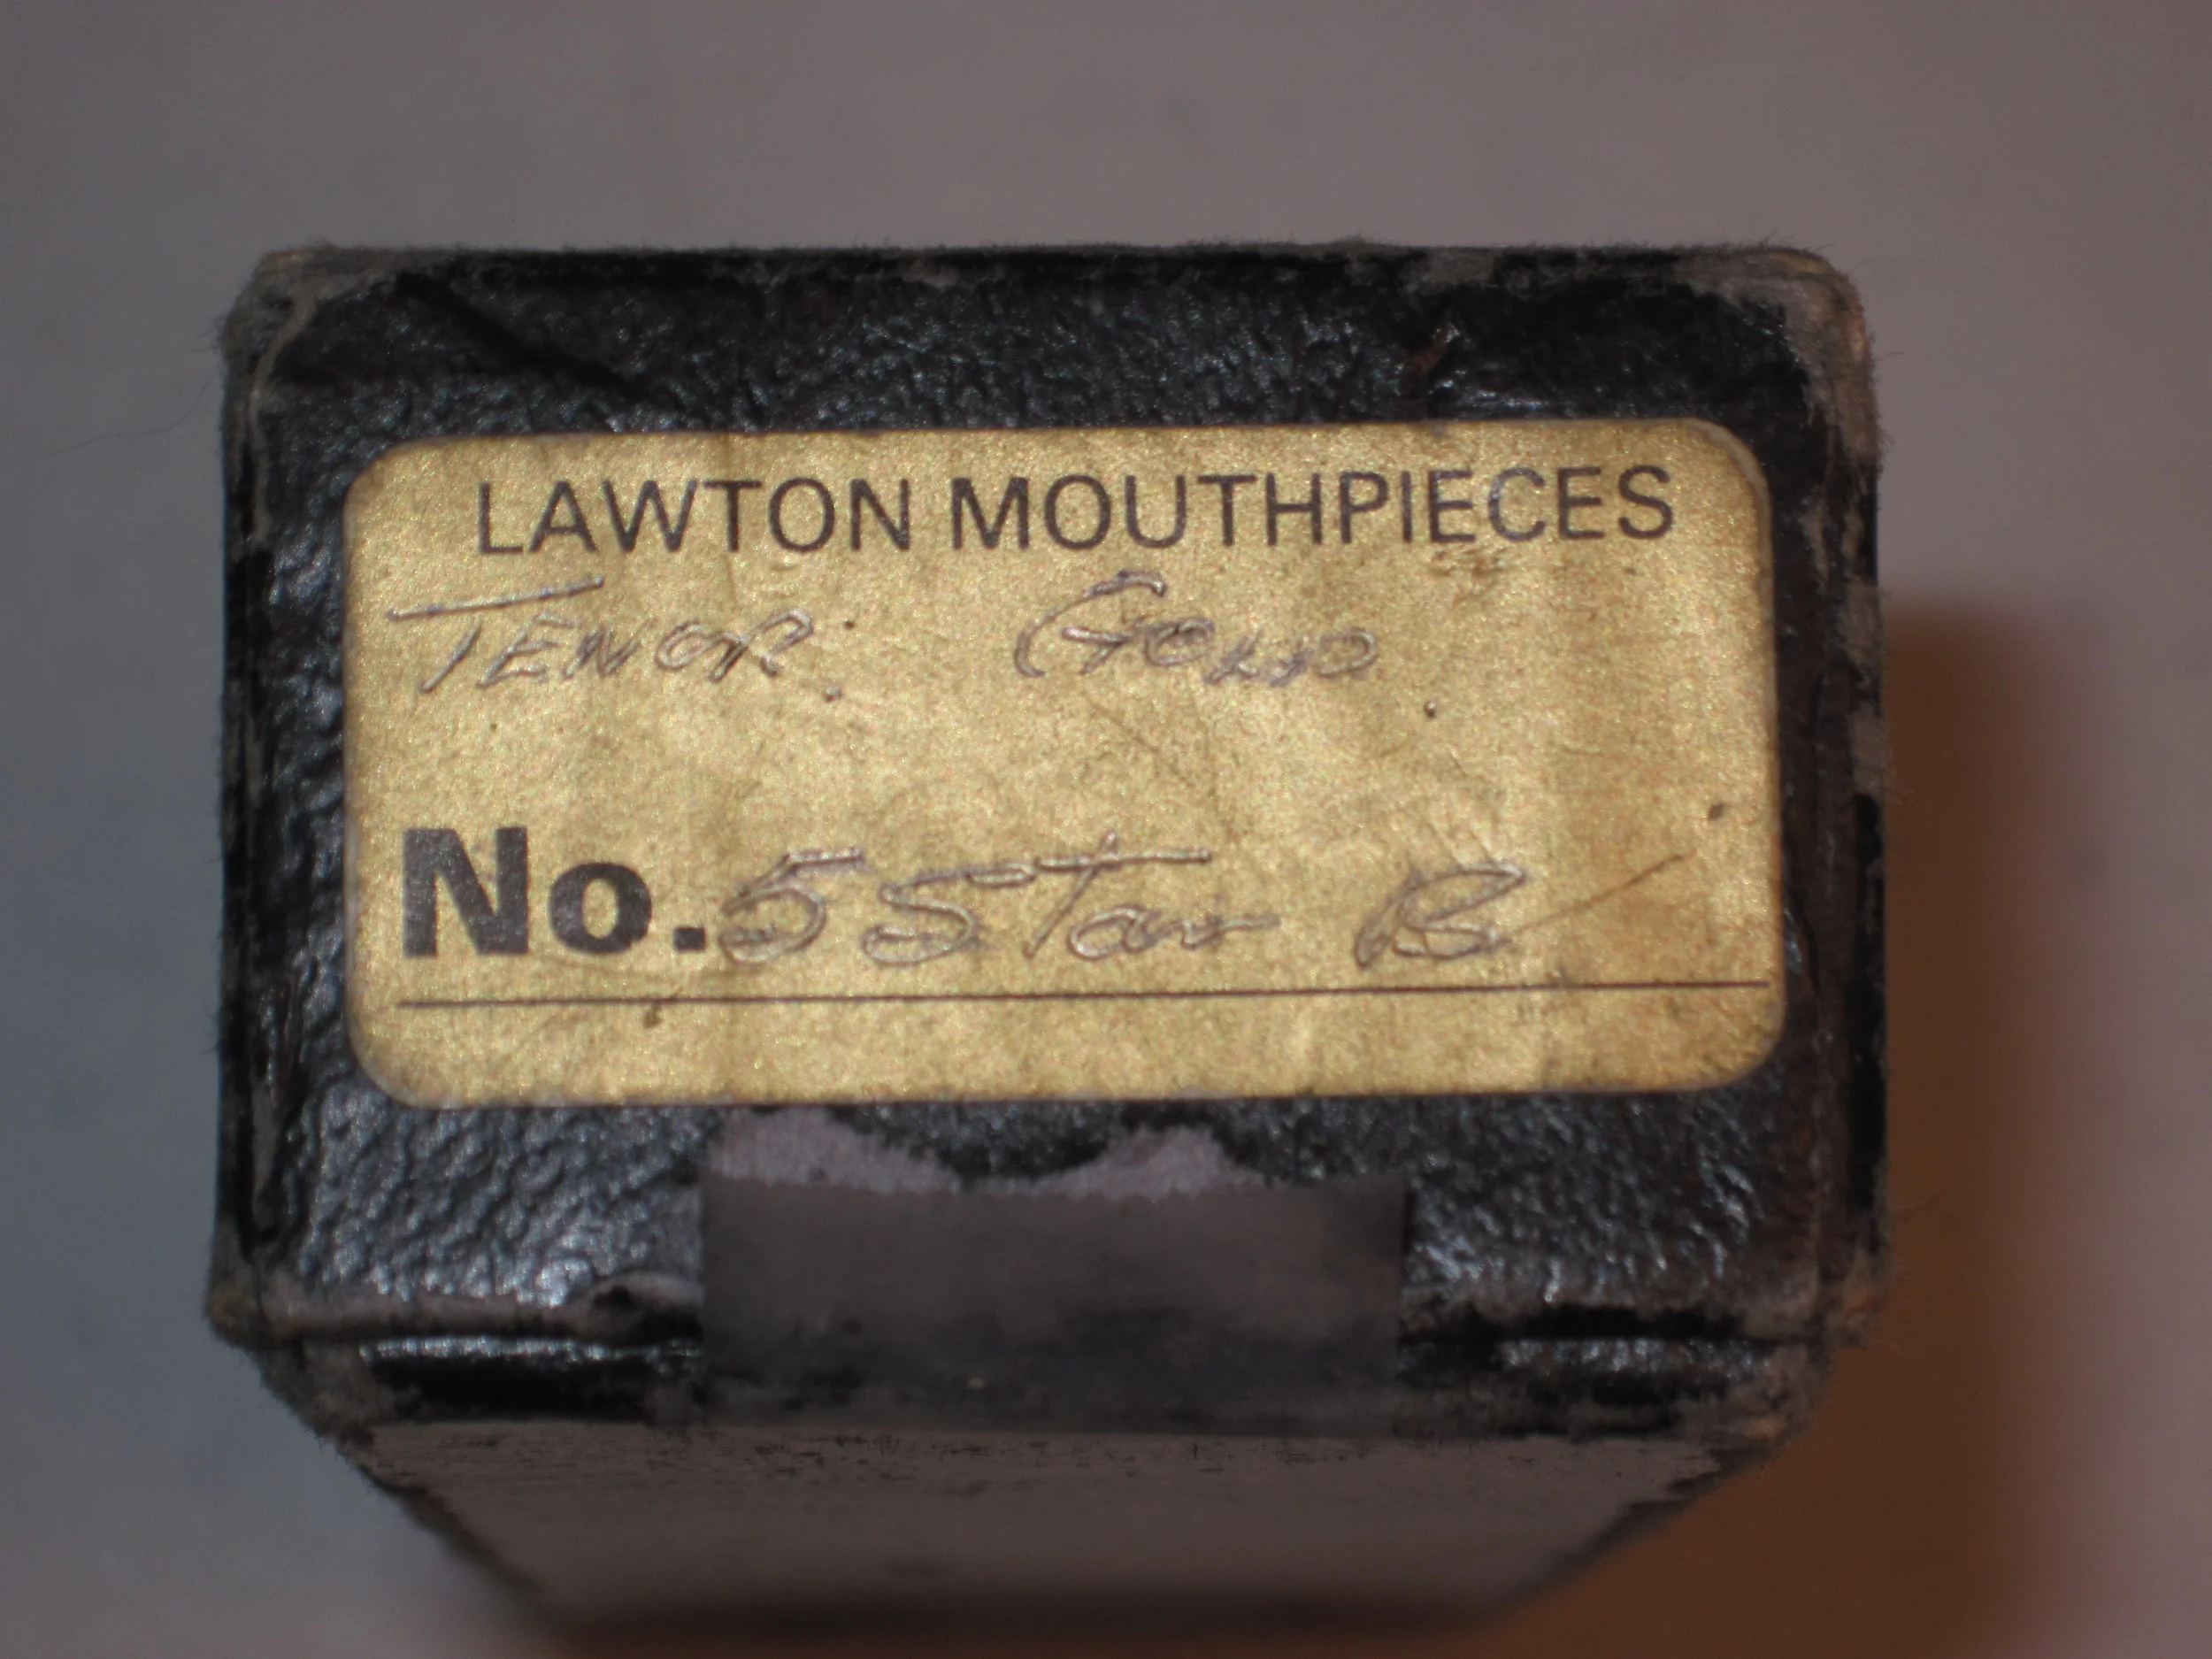 LAWTON MOUTHPIECES
TENOR. GOLD.
No. 5 Star B